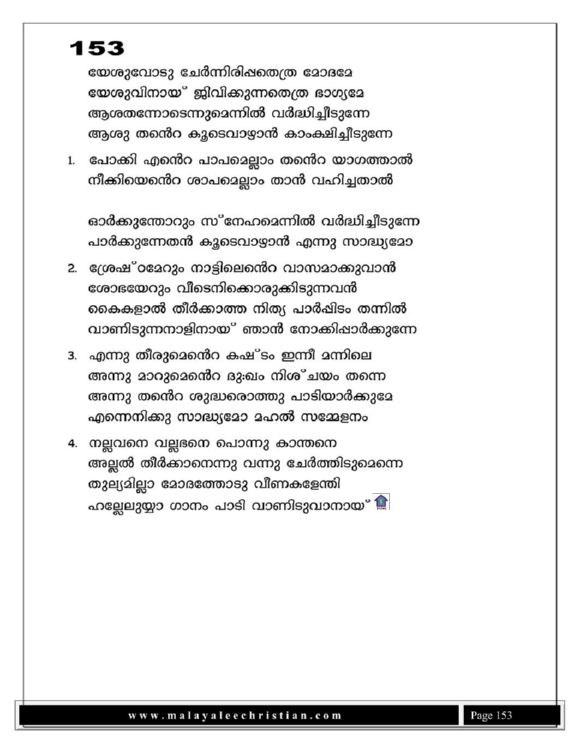 153
യേശുവോടു ചേർന്നിരിപ്പതെത്ര മോദമേ
യേശുവിനായ് ജീവിക്കുന്നതെത്ര ഭാഗ്യമേ
ആശതന്നോടെന്നുമെന്നിൽ വർദ്ധിച്ചീടുന്നേ
ആശു തൻെറ കൂടെവാഴാൻ കാംക്ഷിച്ചീടുന്നേ
1. പോക്കി എൻെറ പാപമെല്ലാം തൻെറ യാഗത്താൽ
നീക്കിയെൻെറ ശാപമെല്ലാം താൻ വഹിച്ചതാൽ
ഓർക്കുന്തോറും സ്നേഹമെന്നിൽ വർദ്ധിച്ചീടുന്നേ
പാർക്കുന്നേതൻ കൂടെവാഴാൻ എന്നു സാദ്ധ്യമോ
2. ശ്രേഷ്ഠമേറും നാട്ടിലെൻെറ വാസമാക്കുവാൻ
ശോഭയേറും വീടെനിക്കൊരുക്കിടുന്നവൻ
കൈകളാൽ തീർക്കാത്ത നിത്യ പാർപ്പിടം തന്നിൽ
വാണിടുന്നനാളിനായ് ഞാൻ നോക്കിപ്പാർക്കുന്നേ
3. എന്നു തീരുമെൻെറ കഷ്ടം ഇന്നീ മന്നിലെ
അന്നു മാറുമെൻെറ ദുഃഖം നിശ്ചയം തന്നെ
അന്നു തൻെറ ശുദ്ധരൊത്തു പാടിയാർക്കുമേ
എന്നെനിക്കു സാദ്ധ്യമോ മഹൽ സമ്മേളനം
4. നല്ലവനെ വല്ലഭനെ പൊന്നു കാന്തനെ
അല്ലൽ തീർക്കാനെന്നു വന്നു ചേർത്തിടുമെന്നെ
തുല്യമില്ലാ മോദത്തോടു വീണകളേന്തി
ഹല്ലേലുയ്യാ ഗാനം പാടി വാണിടുവാനായ്
www.malayaleechristian.com
Page 153